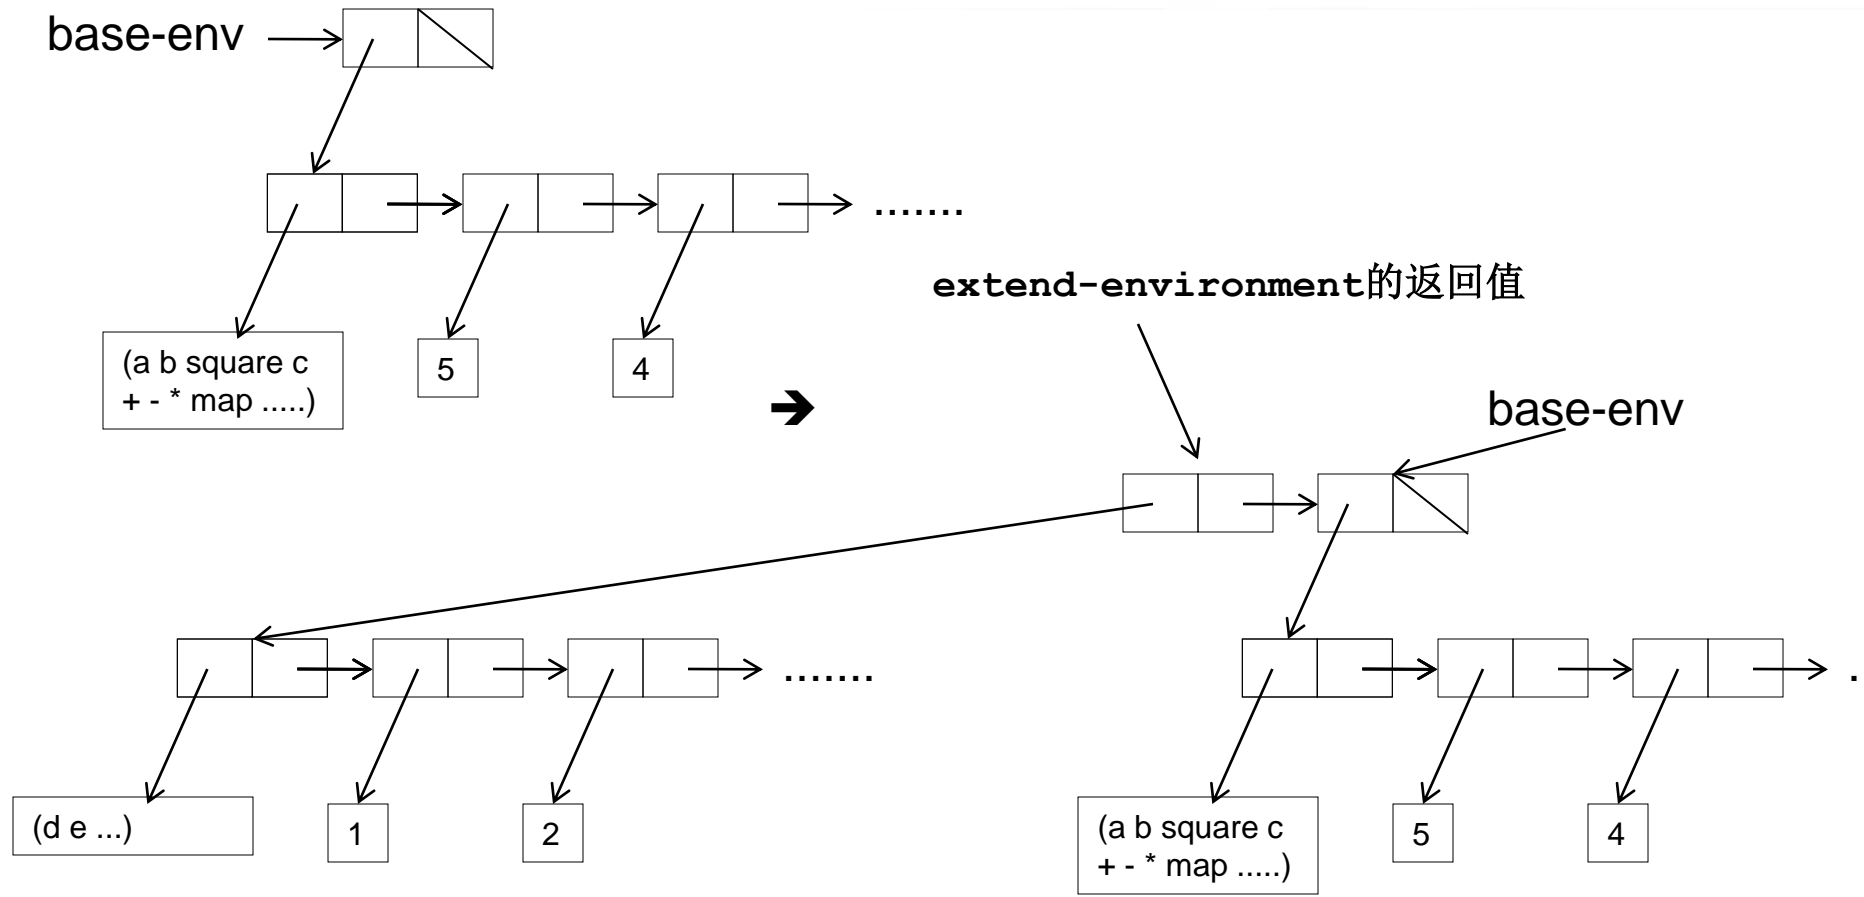 base-env
.......
(a b square c
+ - * map .....)
5
4
extend-environment的返回值
➔
base-env
.......
.
(d e ...)
1
2
(a b square c
+ - * map .....)
5
4